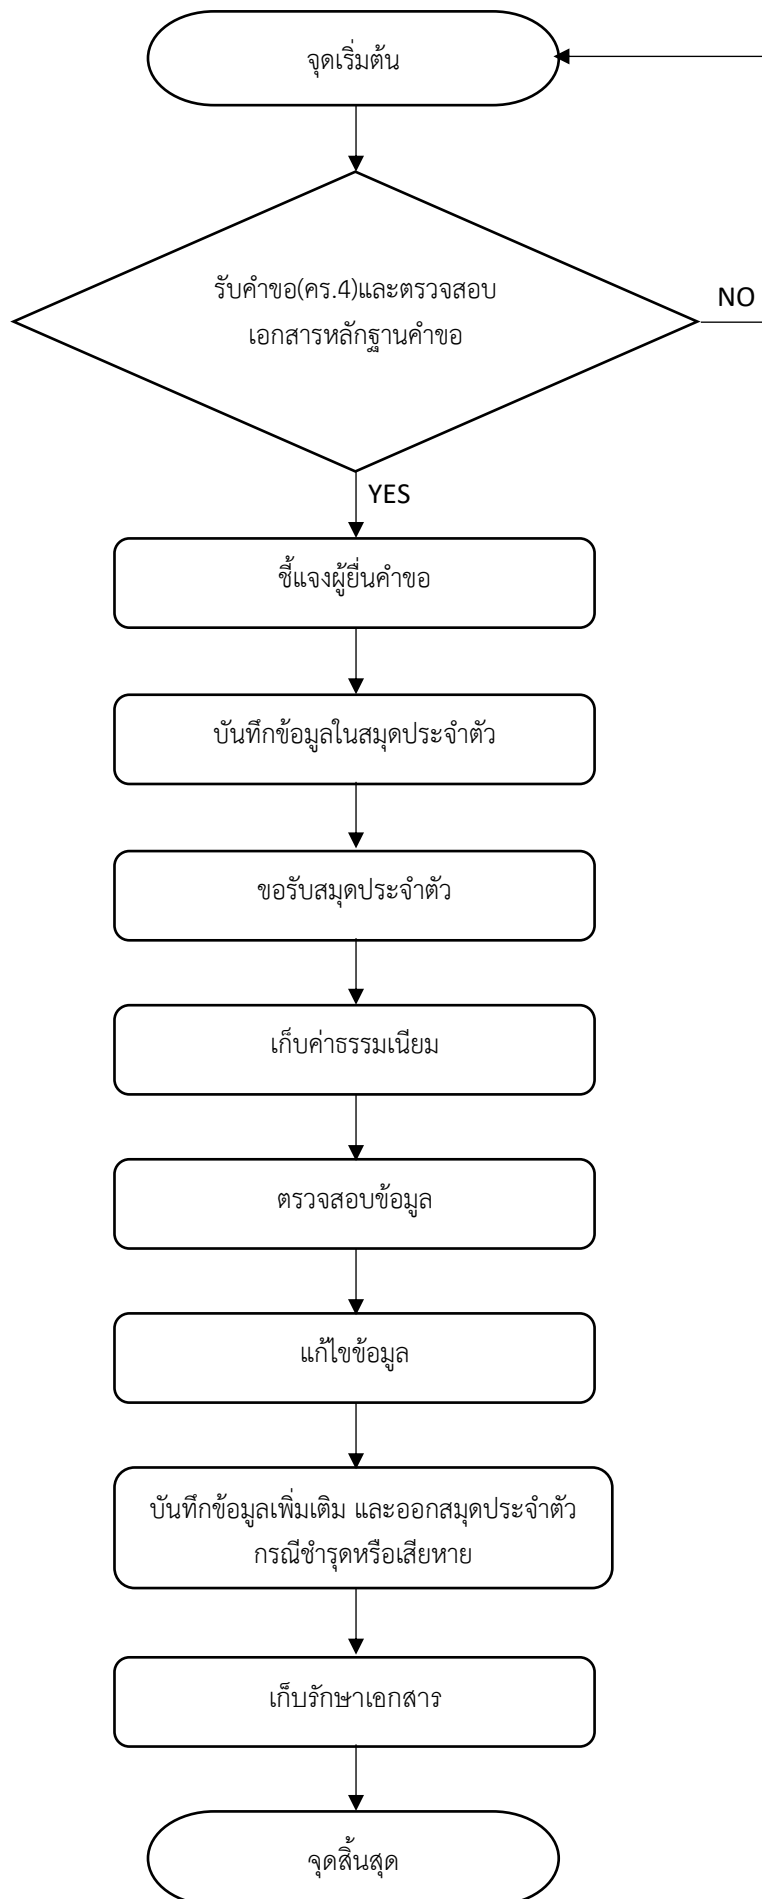 จุดเริ่มต้น
รับคำขอ(คร.4)และตรวจสอบ
เอกสารหลักฐานคำขอ
NO
YES
ชี้แจงผู้ยื่นคำขอ
บันทึกข้อมูลในสมุดประจำตัว
ขอรับสมุดประจำตัว
เก็บค่าธรรมเนียม
ตรวจสอบข้อมูล
แก้ไขข้อมูล
บันทึกข้อมูลเพิ่มเติม และออกสมุดประจำตัว
กรณีชำรุดหรือเสียหาย
เก็บรักษาเอกสาร
จุดสิ้นสุด